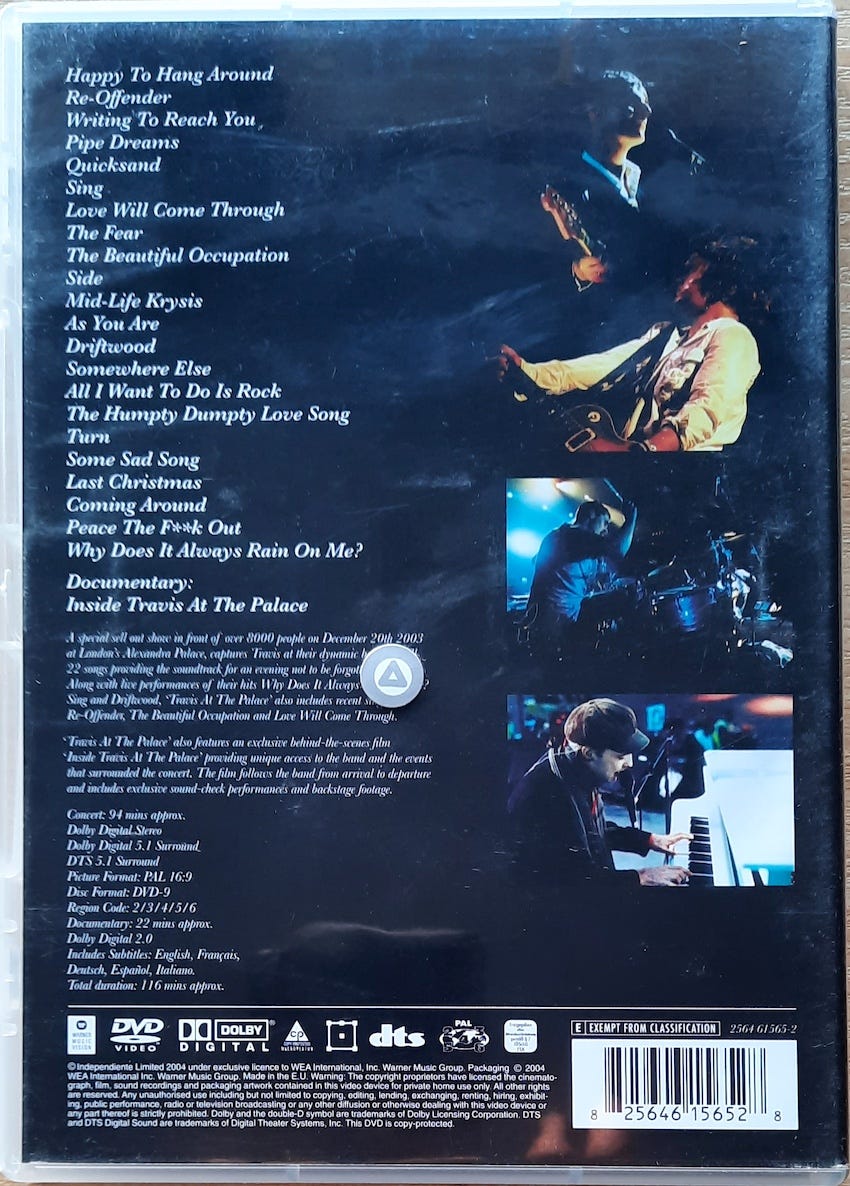 Happy To Hang Around
Re-Offender
Writing To Reach You
Pipe Dreams
Quicksand
Sing
Love Will Come Through
The Fear
The Beautiful Occupation
Side
Mid-Life Krysis
As You Are
Driftwood
Somewhere Else
All I Want To Do Is Rock
The Humpty Dumpty Love Song
Turn
Some Sad Song
Last Christmas
Coming Around
Peace The F**k Out
Why Does It Always Rain On Me?
Documentary:
Inside Travis At The Palace
A special sell out show in front of over 8000 people on December 20th 2003
at London's Alexandra Palace, captures Travis at their dynamic
22 songs providing the soundtrack for an evening not to be
Along with live performances of their hits Why Does It Always ?
Sing and Driftwood, 'Travis At The Palace' also includes recent
Re-Offender, The Beautiful Occupation and Love Will Come Through.
'Travis At The Palace' also features an exclusive behind-the-scenes film
'Inside Travis At The Palace' providing unique access to the band and the events
that surrounded the concert. The film follows the band from arrival to departure
and includes exclusive sound-check performances and backstage footage.
Concert: 94 mins approx.
Dolby Digital Stereo
Dolby Digital 5.1 Surround
DTS 5.1 Surround
Picture Format: PAL 16:9
Disc Format: DVD-9
Region Code: 2/3/4/5/6
Documentary: 22 mins approx.
Dolby Digital 2.0
Includes Subtitles: English, Français,
Deutsch, Español, Italiano.
Total duration: 116 mins approx.
WARNER MUSIC VISION
DVD VIDEO
DOLBY DIGITAL
CP
dts
PAL
E EXEMPT FROM CLASSIFICATION 2564 61565-2
© Independiente Limited 2004 under exclusive licence to WEA International, Inc. Warner Music Group. Packaging © 2004
WEA International Inc. Warner Music Group. Made in the E.U. Warning: The copyright proprietors have licensed the cinemato-
graph, film, sound recordings and packaging artwork contained in this video device for private home use only. All other rights
are reserved. Any unauthorised use including but not limited to copying, editing, lending, exchanging, renting, hiring, exhibit-
ing, public performance, radio or television broadcasting or any other diffusion or otherwise dealing with this video device or
any part thereof is strictly prohibited. Dolby and the double-D symbol are trademarks of Dolby Licensing Corporation. DTS
and DTS Digital Sound are trademarks of Digital Theater Systems, Inc. This DVD is copy-protected.
8 25646 15652 8